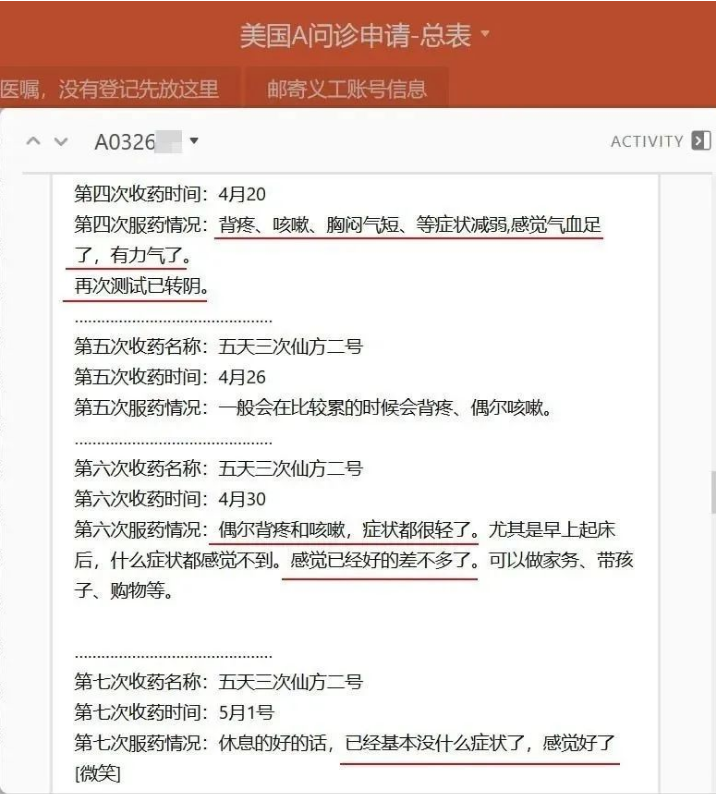 美国A问诊申请-总表
医嘱，没有登记先放这里 邮寄义工账号信息
A0326
ACTIVITY
第四次收药时间：4月20
第四次服药情况：背疼、咳嗽、胸闷气短、等症状减弱,感觉气血足
了，有力气了。
再次测试已转阴。
............................................
第五次收药名称：五天三次仙方二号
第五次收药时间：4月26
第五次服药情况：一般会在比较累的时候会背疼、偶尔咳嗽。
............................................
第六次收药名称：五天三次仙方二号
第六次收药时间：4月30
第六次服药情况：偶尔背疼和咳嗽，症状都很轻了。尤其是早上起床
后，什么症状都感觉不到。感觉已经好的差不多了。可以做家务、带孩
子、购物等。
............................................
第七次收药名称：五天三次仙方二号
第七次收药时间：5月1号
第七次服药情况：休息的好的话，已经基本没什么症状了，感觉好了
[微笑]